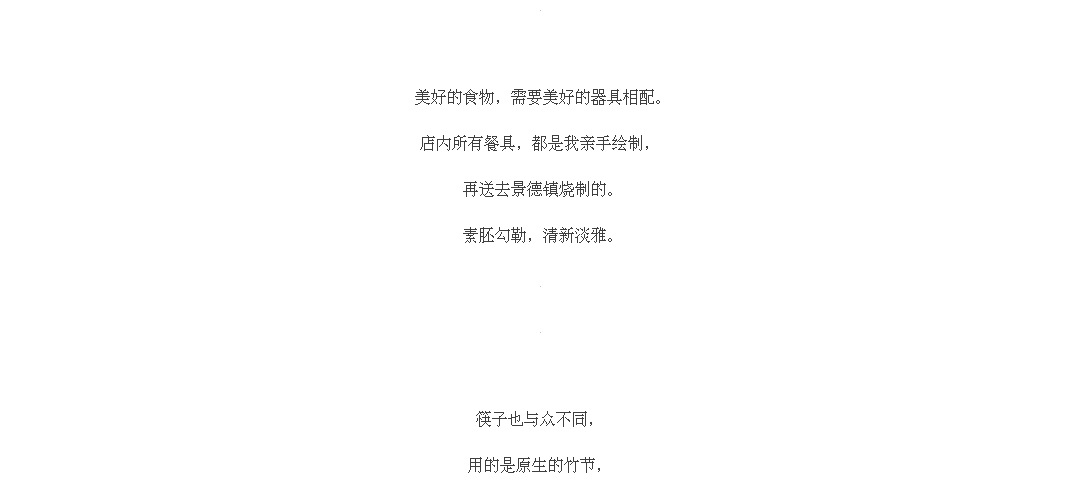 美好的食物，需要美好的器具相配。
店内所有餐具，都是我亲手绘制，
再送去景德镇烧制的。
素胚勾勒，清新淡雅。
筷子也与众不同，
用的是原生的竹节，